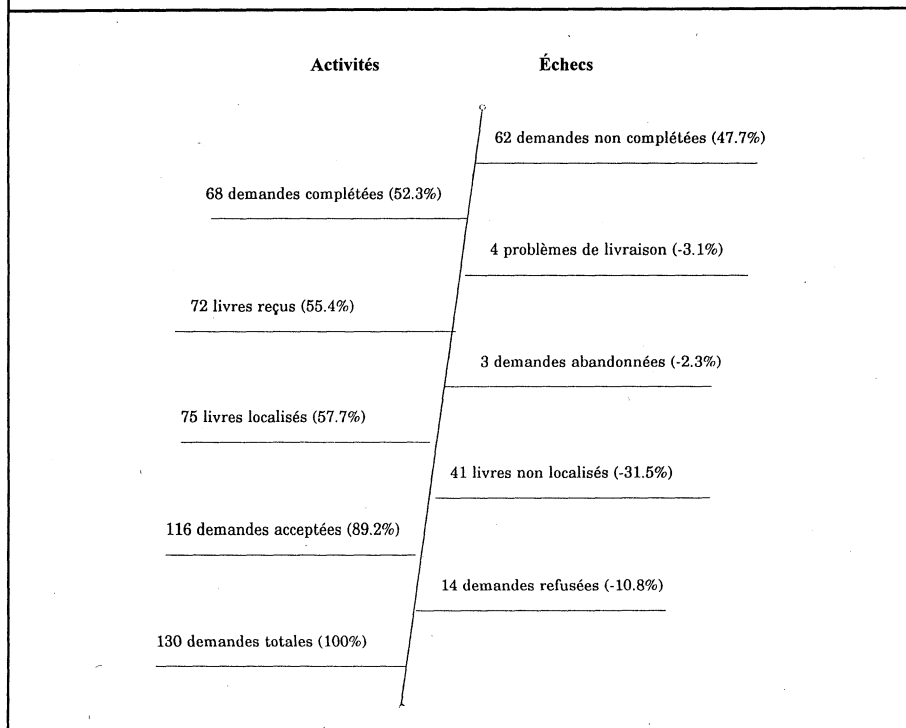 Activités
Échecs
62 demandes non complétées (47.7%)
68 demandes complétées (52.3%)
4 problèmes de livraison (-3.1%)
72 livres reçus (55.4%)
3 demandes abandonnées (-2.3%)
75 livres localisés (57.7%)
41 livres non localisés (-31.5%)
116 demandes acceptées (89.2%)
14 demandes refusées (-10.8%)
130 demandes totales (100%)